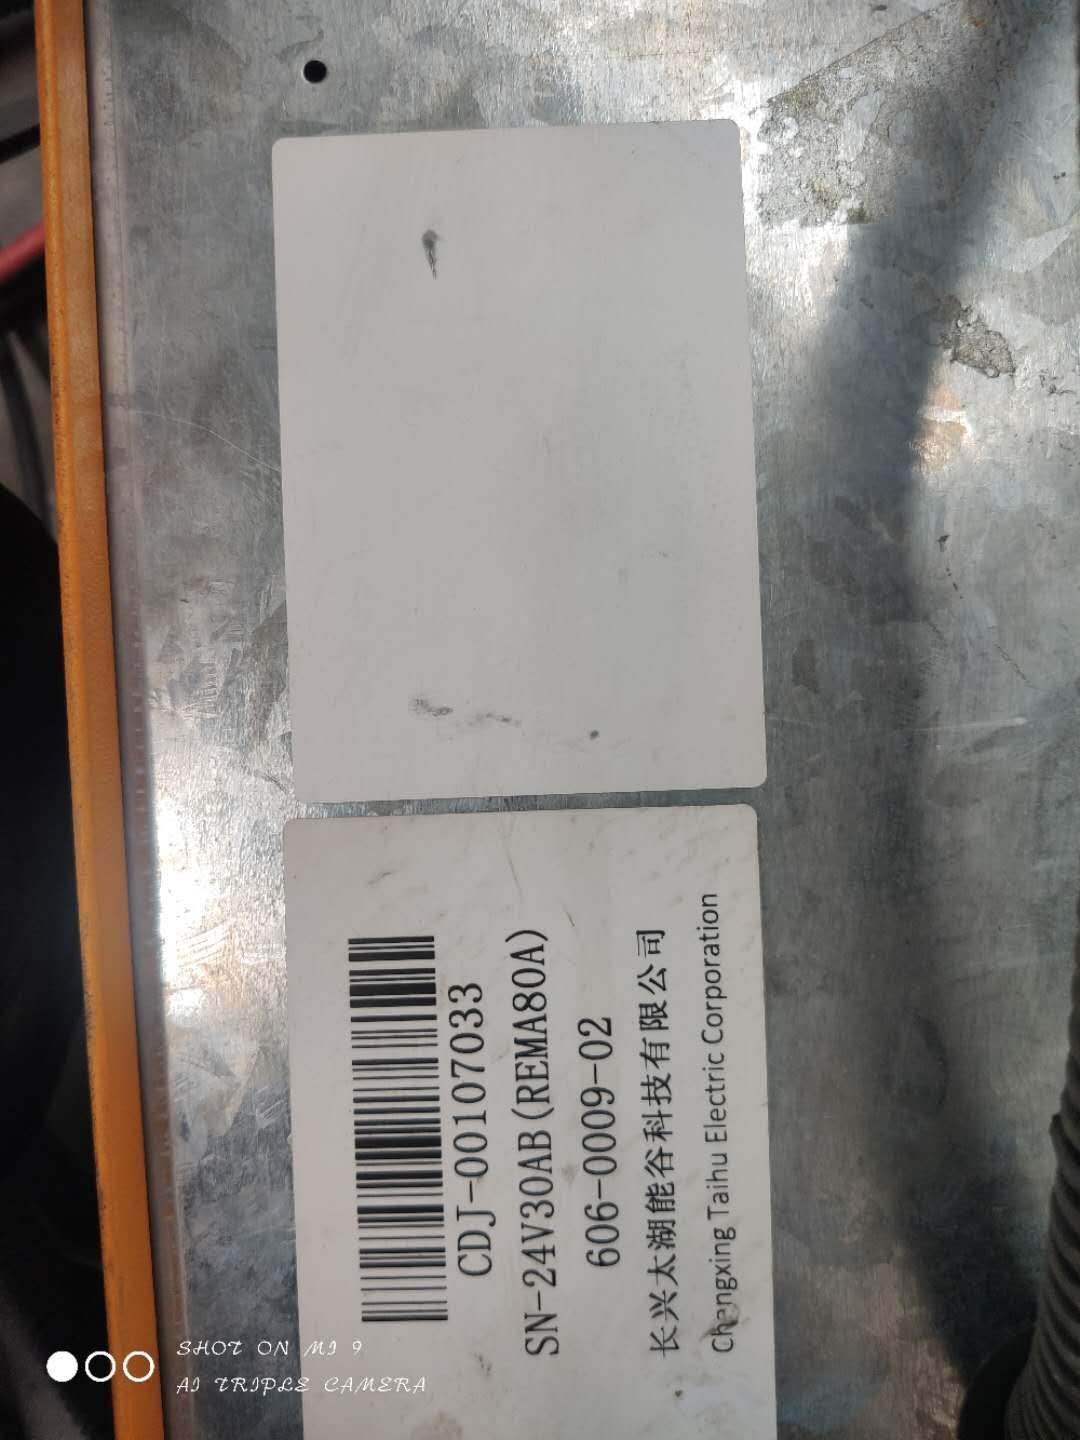 CDJ-00107033
SN-24V30AB(REMA80A)
606-0009-02
长兴太湖能谷科技有限公司
Changxing Taihu Electric Corporation
SHOT ON MI 9
AI TRIPLE CAMERA